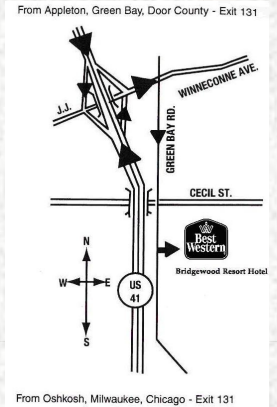 From Appleton, Green Bay, Door County - Exit 131
WINNECONNE AVE.
J.J.
GREEN BAY RD.
CECIL ST.
Best
Western
Bridgewood Resort Hotel
N
W E
S
US
41
From Oshkosh, Milwaukee, Chicago - Exit 131